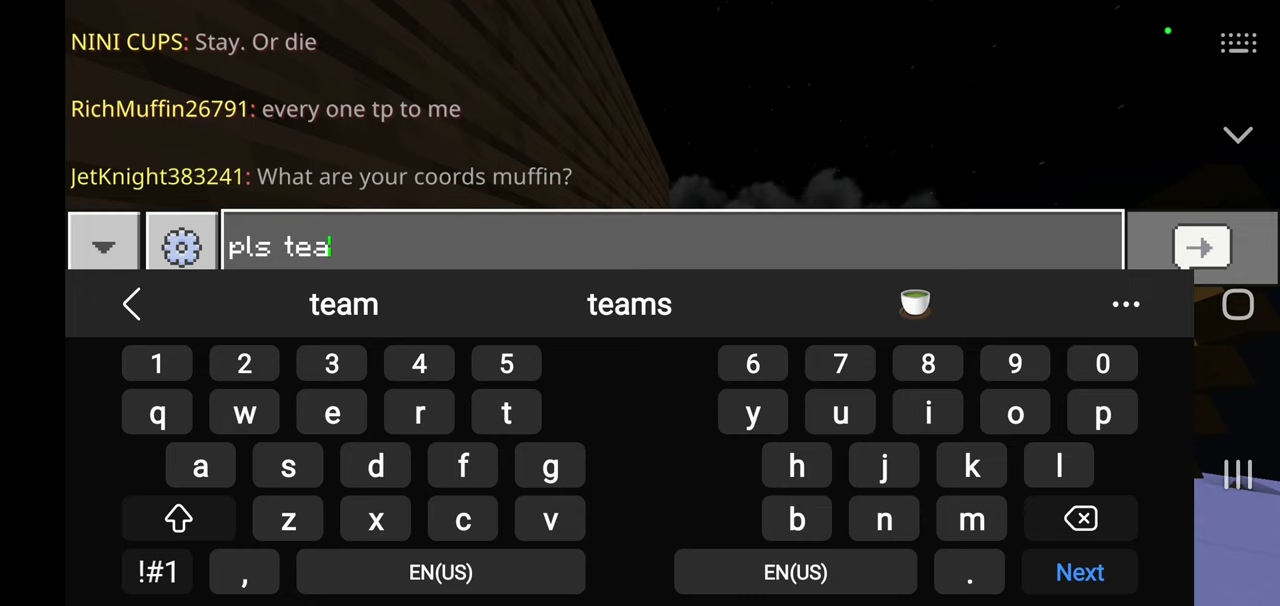 NINI CUPS: Stay. Or die
RichMuffin26791: every one tp to me
JetKnight383241: What are your coords muffin?
pls tea
team teams
1 2 3 4 5 6 7 8 9 0
q w e r t y u i o p
a s d f g h j k l
z x c v b n m
!#1 , EN(US) EN(US) . Next